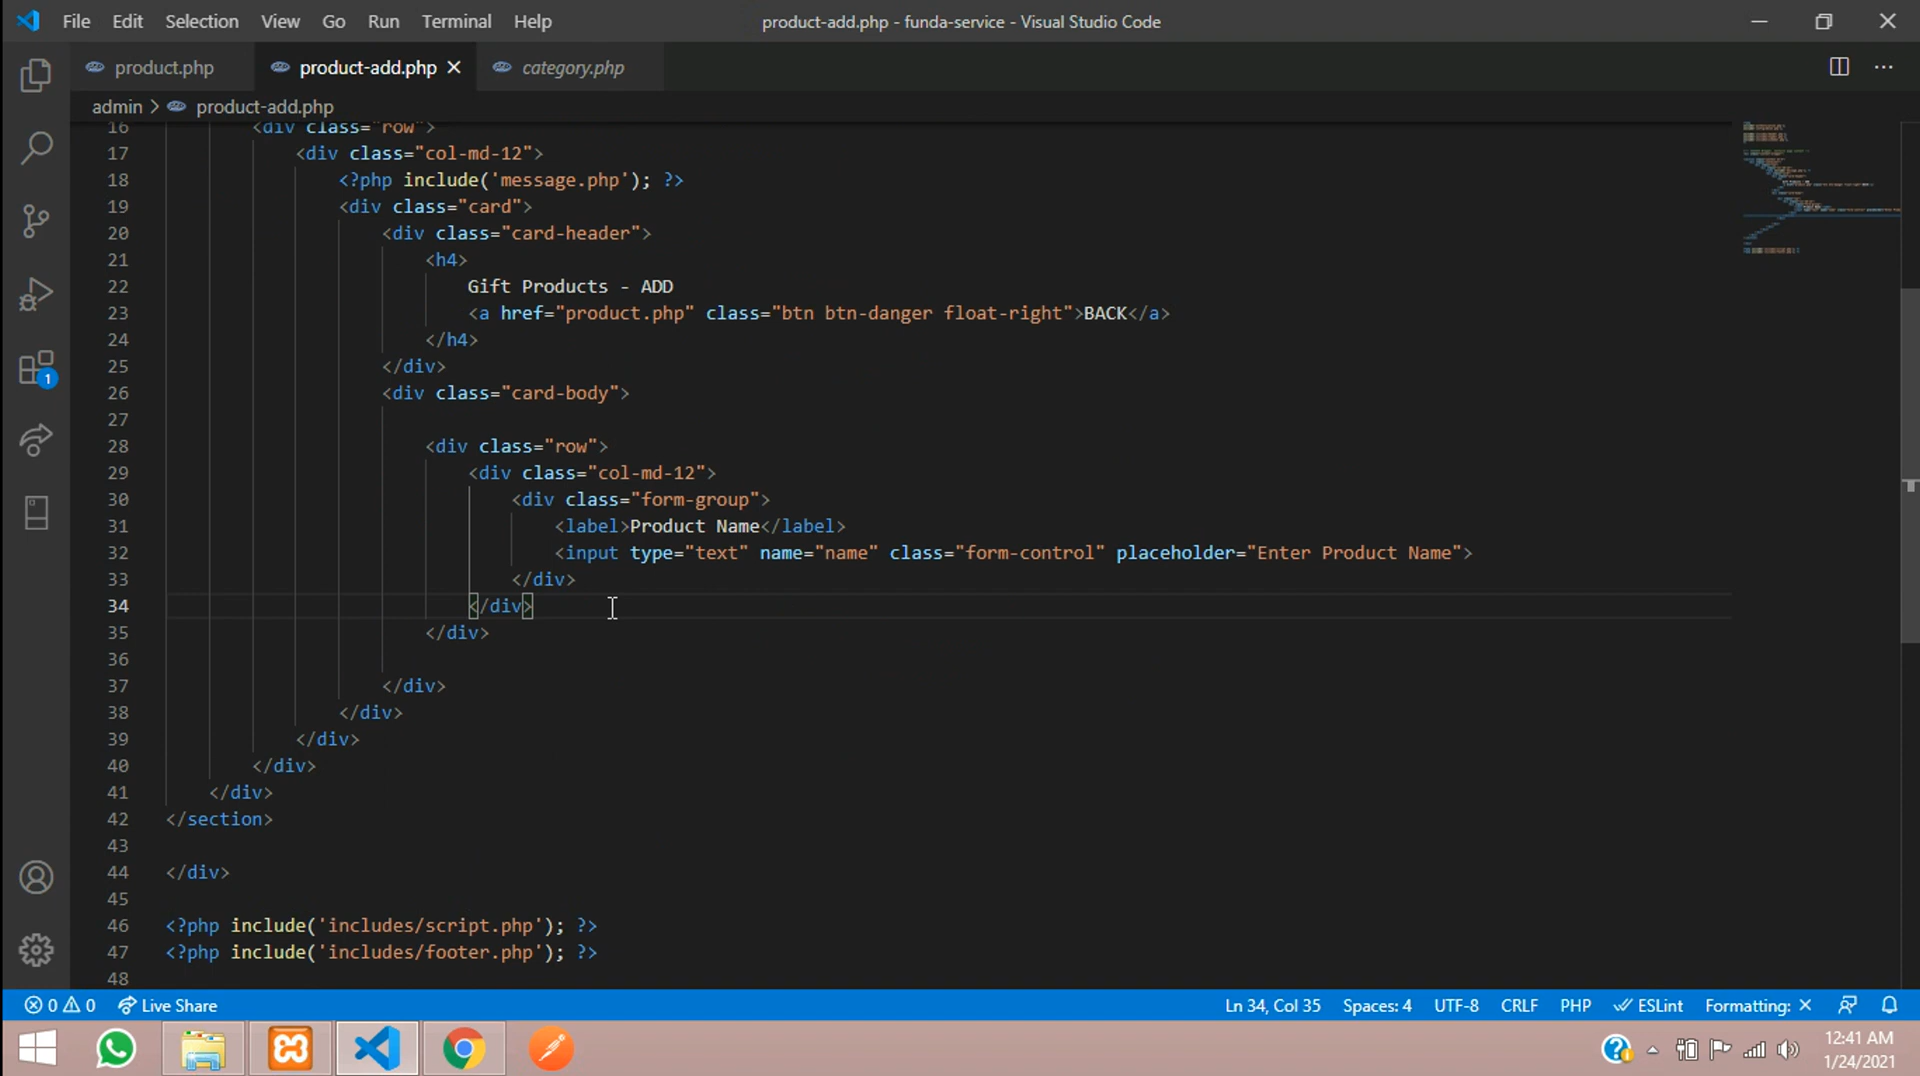 File Edit Selection View Go Run Terminal Help product-add.php - funda-service - Visual Studio Code
product.php product-add.php category.php
admin > product-add.php
16 <div class="row">
17 <div class="col-md-12">
18 <?php include('message.php'); ?>
19 <div class="card">
20 <div class="card-header">
21 <h4>
22 Gift Products - ADD
23 <a href="product.php" class="btn btn-danger float-right">BACK</a>
24 </h4>
25 </div>
26 <div class="card-body">
27
28 <div class="row">
29 <div class="col-md-12">
30 <div class="form-group">
31 <label>Product Name</label>
32 <input type="text" name="name" class="form-control" placeholder="Enter Product Name">
33 </div>
34 </div>
35 </div>
36
37 </div>
38 </div>
39 </div>
40 </div>
41 </div>
42 </section>
43
44 </div>
45
46 <?php include('includes/script.php'); ?>
47 <?php include('includes/footer.php'); ?>
48
1
0 0 Live Share Ln 34, Col 35 Spaces: 4 UTF-8 CRLF PHP ESLint Formatting: ×
12:41 AM
1/24/2021